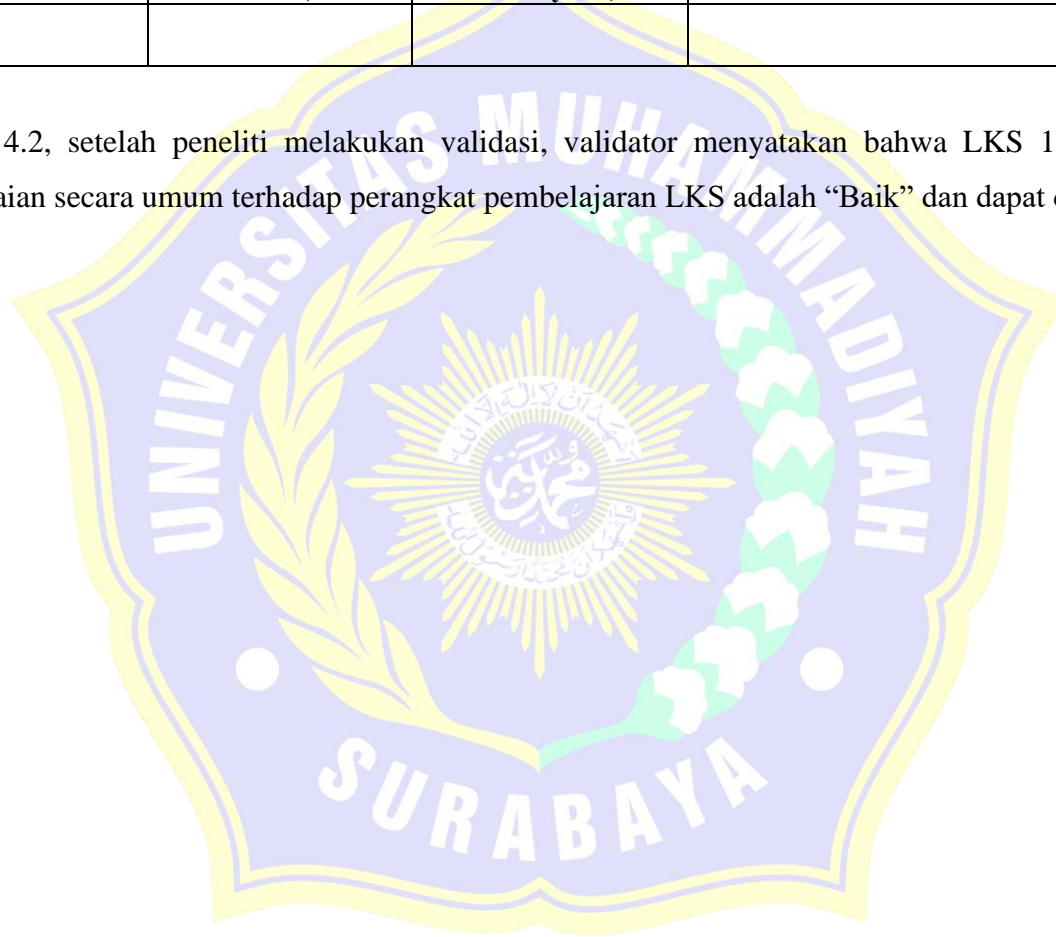 4.2, setelah peneliti melakukan validasi, validator menyatakan bahwa LKS 1
aian secara umum terhadap perangkat pembelajaran LKS adalah “Baik” dan dapat
UNIVERSITAS MUHAMMADIYAH
محمد
SURABAYA